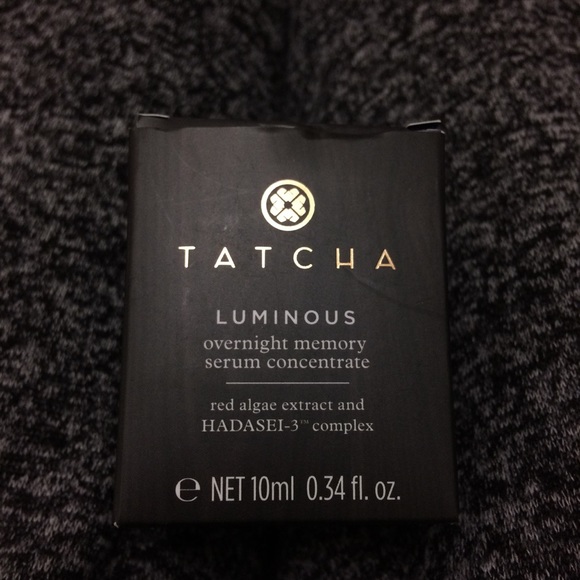 TATCHA
LUMINOUS
overnight memory
serum concentrate
red algae extract and
HADASEI-3™ complex
℮ NET 10ml 0.34 fl. oz.